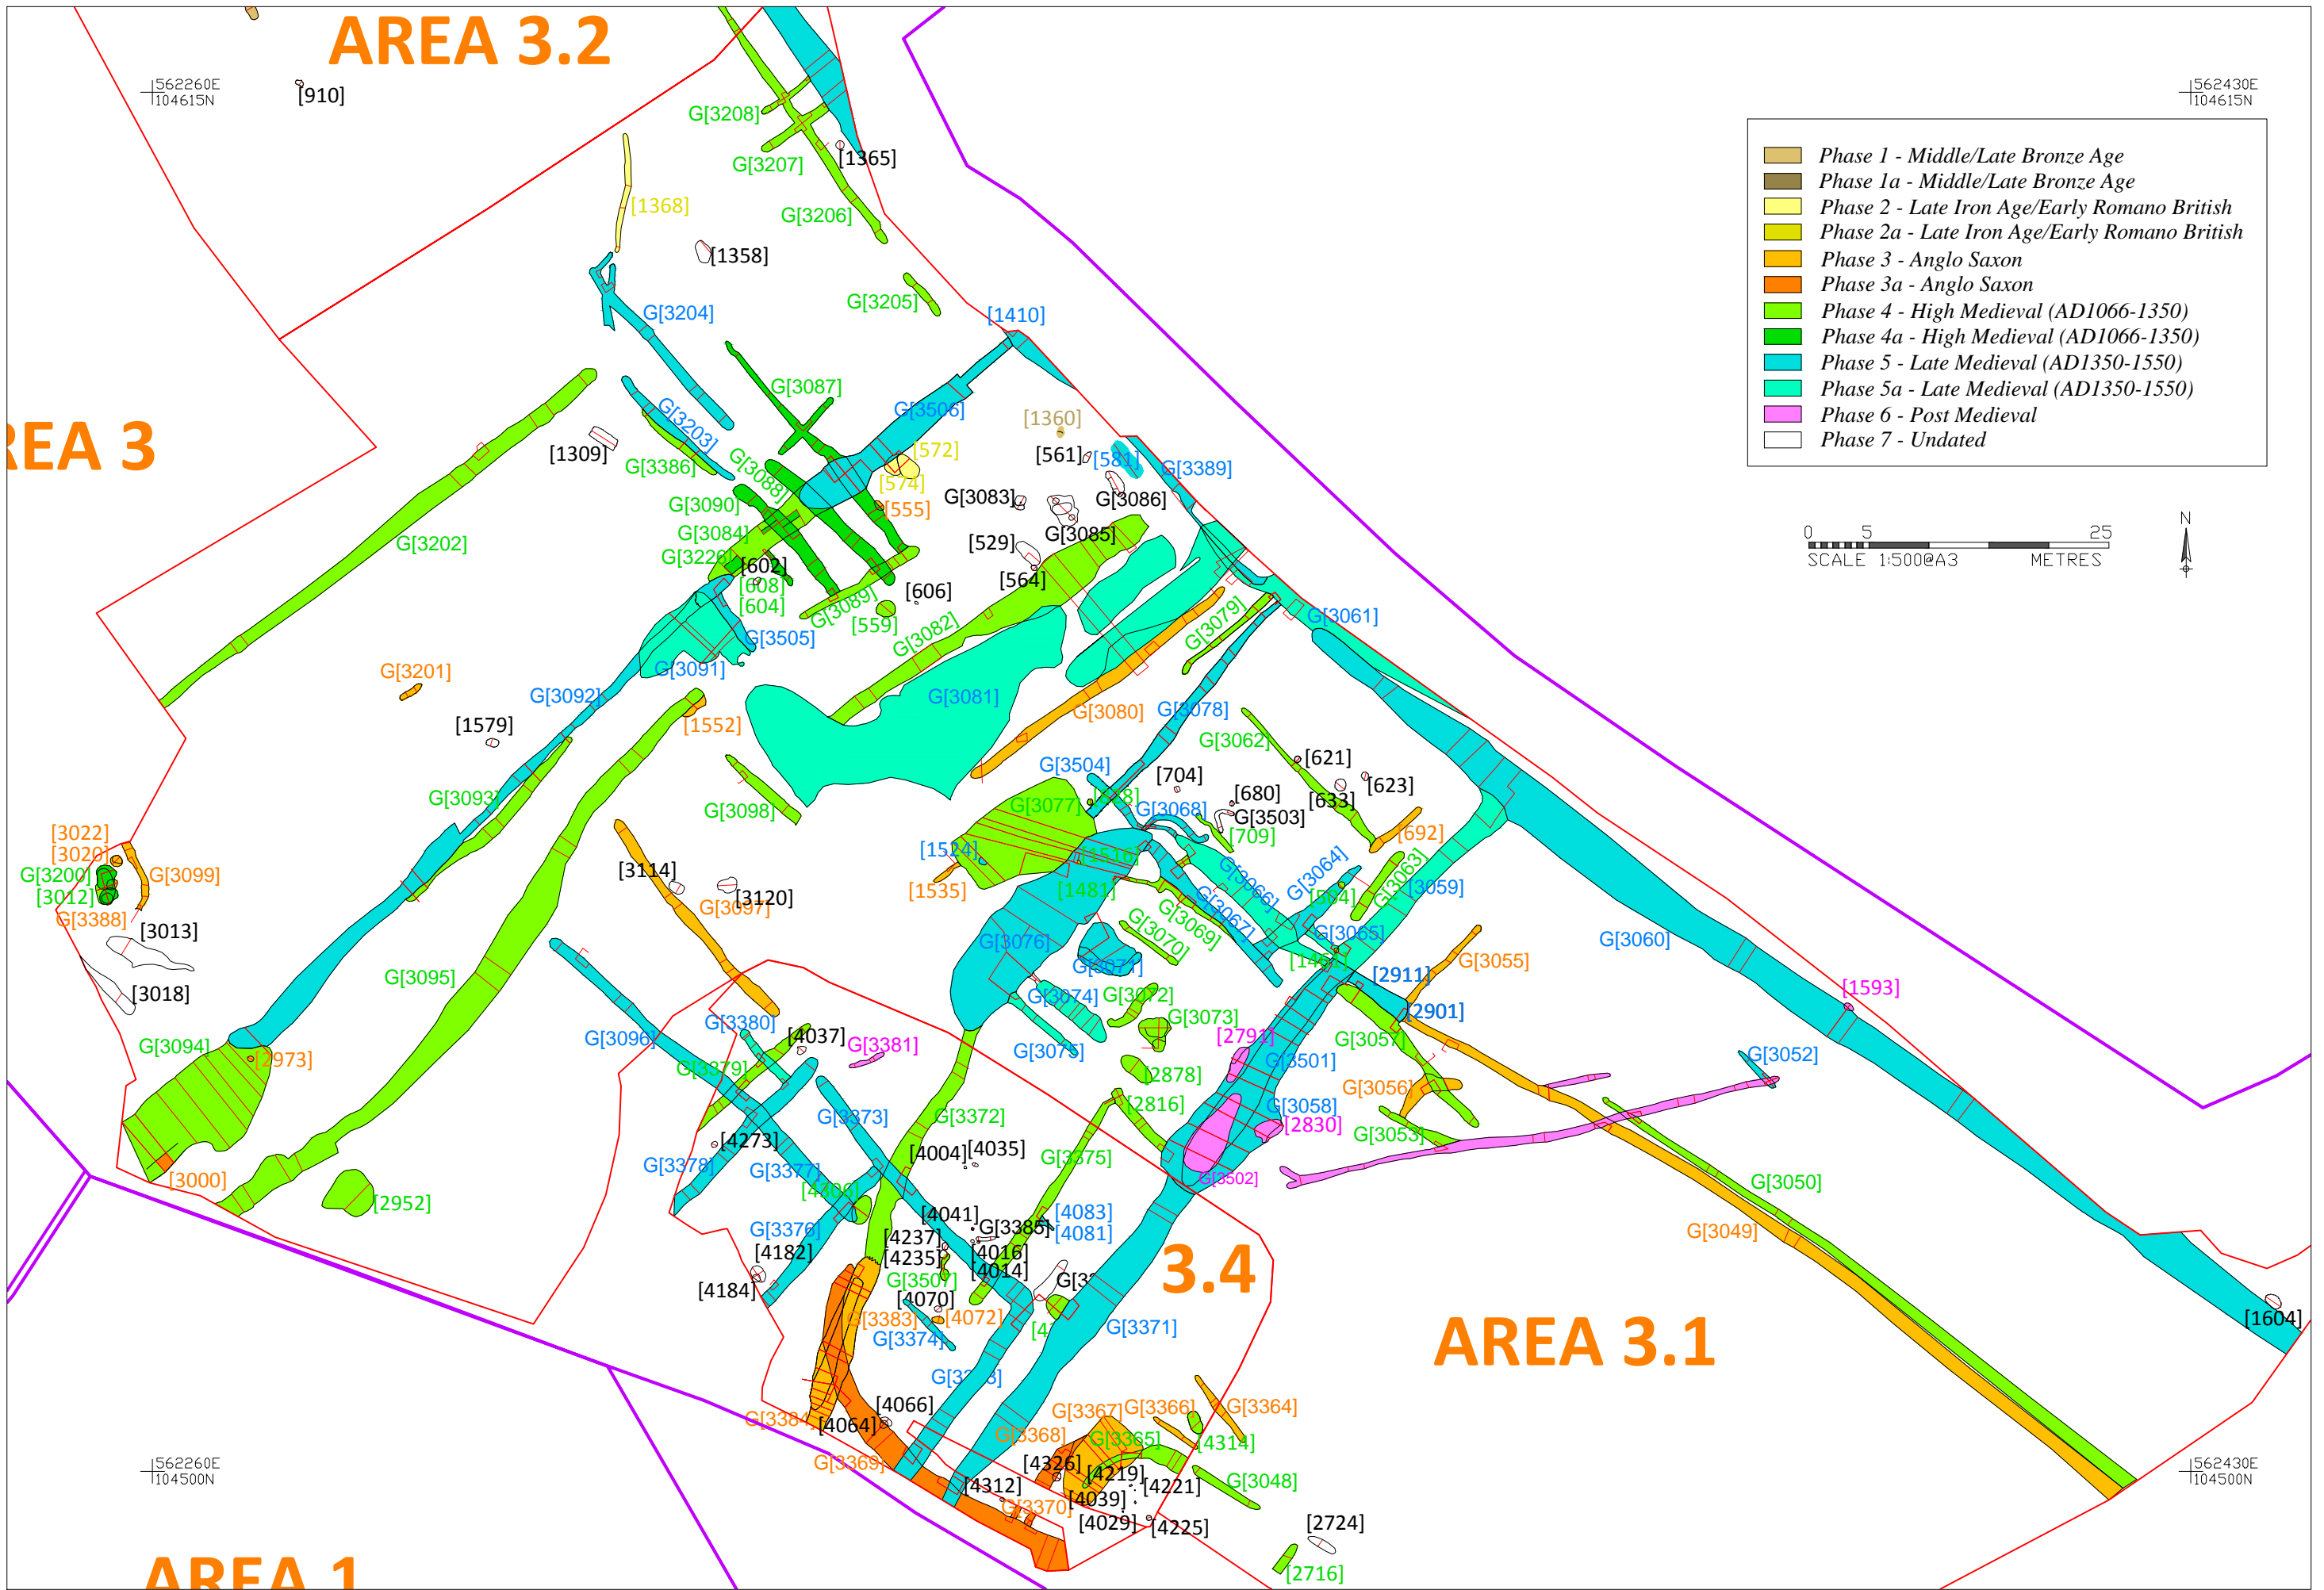 AREA 3.2
562260E
104615N
[910]
562430E
104615N
G[3208]
G[3207]
[1365]
G[3206]
[1368]
[1358]
G[3205]
G[3204]
[1410]
Phase 1 - Middle/Late Bronze Age
Phase 1a - Middle/Late Bronze Age
Phase 2 - Late Iron Age/Early Romano British
Phase 2a - Late Iron Age/Early Romano British
Phase 3 - Anglo Saxon
Phase 3a - Anglo Saxon
Phase 4 - High Medieval (AD1066-1350)
Phase 4a - High Medieval (AD1066-1350)
Phase 5 - Late Medieval (AD1350-1550)
Phase 5a - Late Medieval (AD1350-1550)
Phase 6 - Post Medieval
Phase 7 - Undated
0 5 25
SCALE 1:500@A3 METRES
N
REA 3
G[3087]
G[3506]
[1360]
G[3203]
[1309]
G[3386]
G[3088]
[572]
[574]
[561]
[581]
G[3389]
G[3090]
[555]
G[3083]
G[3086]
G[3085]
G[3084]
G[3226]
[529]
[564]
G[3202]
[602]
[608]
[604]
G[3089]
[606]
[559]
G[3082]
G[3505]
G[3079]
G[3061]
G[3201]
G[3091]
G[3092]
G[3081]
[1552]
G[3080]
G[3078]
[1579]
G[3062]
[621]
[623]
[633]
G[3504]
[704]
[680]
G[3503]
G[3093]
G[3098]
G[3077]
G[3068]
[709]
[692]
[3022]
[3020]
G[3099]
G[3200]
[3012]
G[3388]
[3013]
[3018]
[3114]
[3120]
G[3097]
[1524]
[1535]
[1516]
[1481]
G[3066]
G[3067]
G[3064]
[584]
G[3063]
[3059]
G[3069]
G[3070]
G[3076]
G[3071]
G[3065]
[1461]
G[3060]
G[3055]
[2911]
[2901]
[1593]
G[3095]
G[3074]
G[3072]
G[3073]
G[3075]
[2791]
G[3501]
G[3057]
G[3056]
G[3052]
G[3094]
[2973]
G[3096]
G[3380]
[4037]
G[3381]
G[3379]
[2878]
G[3058]
[2830]
G[3053]
[2816]
G[3373]
G[3372]
[4273]
G[3378]
G[3377]
[4004]
[4035]
G[3375]
[3000]
[2952]
[4306]
G[3502]
G[3050]
G[3049]
G[3376]
[4041]
G[3385]
[4083]
[4081]
[4237]
[4235]
[4016]
[4014]
[4182]
[4184]
G[3507]
3.4
[4070]
G[3383]
[4072]
G[3374]
G[3371]
[1604]
AREA 3.1
G[3384]
[4066]
[4064]
G[3369]
G[3367]
G[3366]
G[3364]
G[3368]
G[3365]
[4314]
[4326]
[4219]
[4221]
G[3048]
[4312]
G[3370]
[4039]
[4029]
[4225]
[2724]
[2716]
562260E
104500N
562430E
104500N
AREA 1